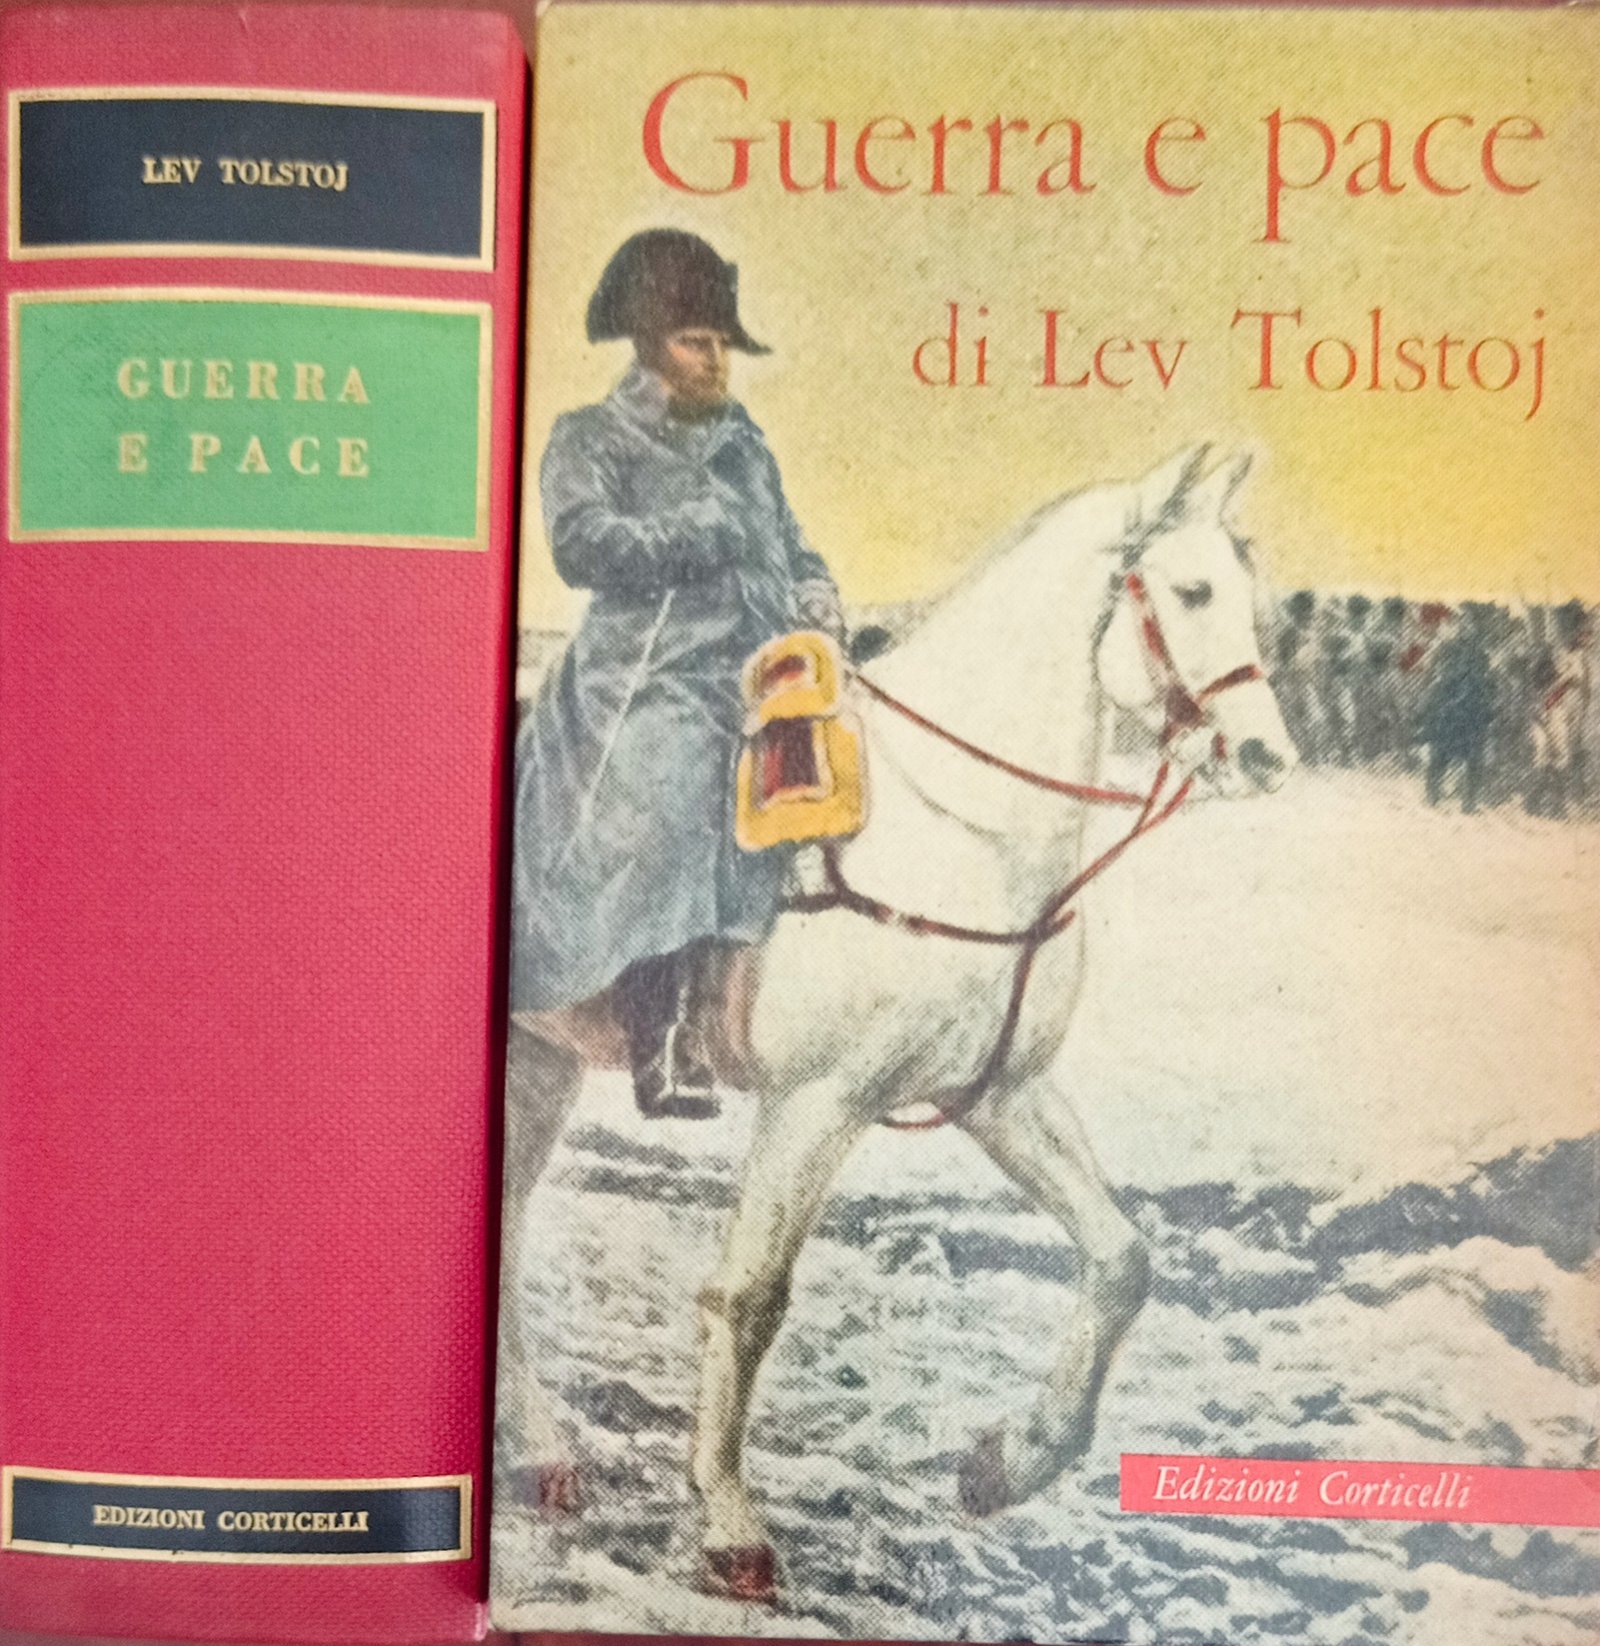 LEV TOLSTOJ
GUERRA
E PACE
EDIZIONI CORTICELLI
Guerra e pace
di Lev Tolstoj
Edizioni Corticelli